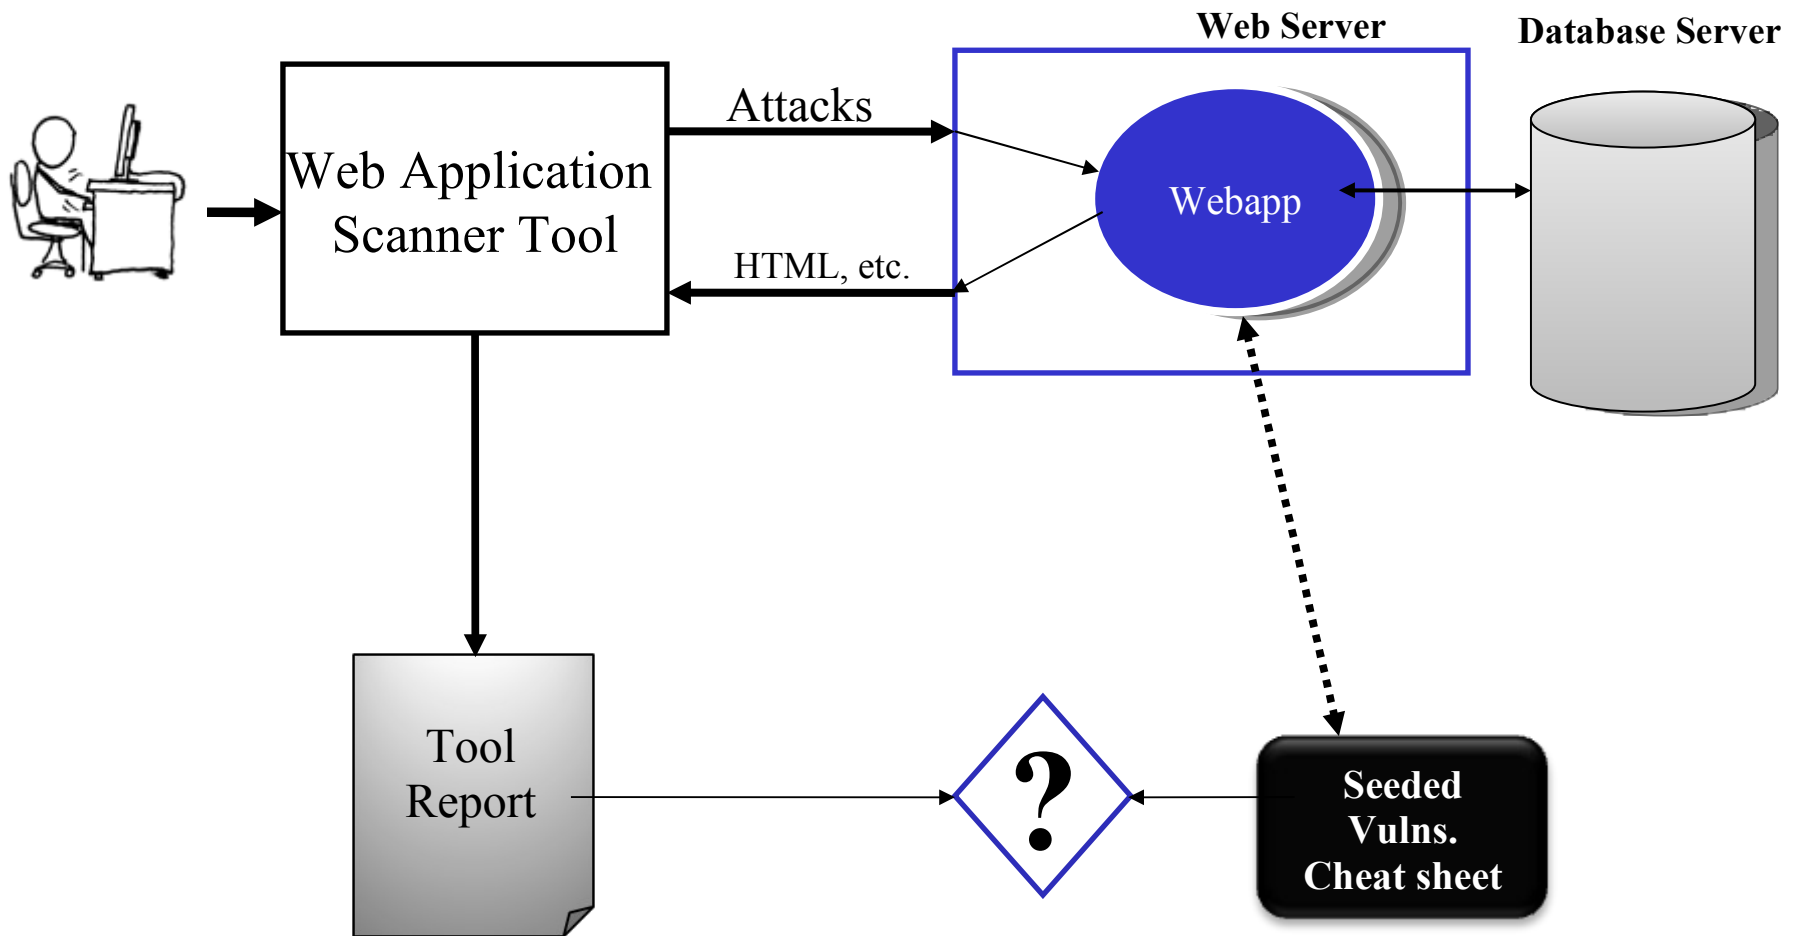 Web Server
Database Server
Attacks
Web Application
Scanner Tool
Webapp
HTML, etc.
Tool
Report
?
Seeded
Vulns.
Cheat sheet